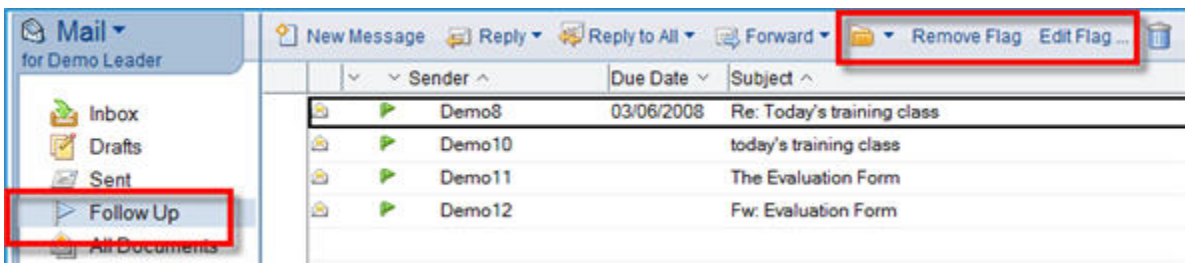 Mail
for Demo Leader
New Message Reply Reply to All Forward Remove Flag Edit Flag ...
Sender Due Date Subject
Inbox
Drafts
Sent
Follow Up
All Documents
Demo8 03/06/2008 Re: Today's training class
Demo10 today's training class
Demo11 The Evaluation Form
Demo12 Fw: Evaluation Form